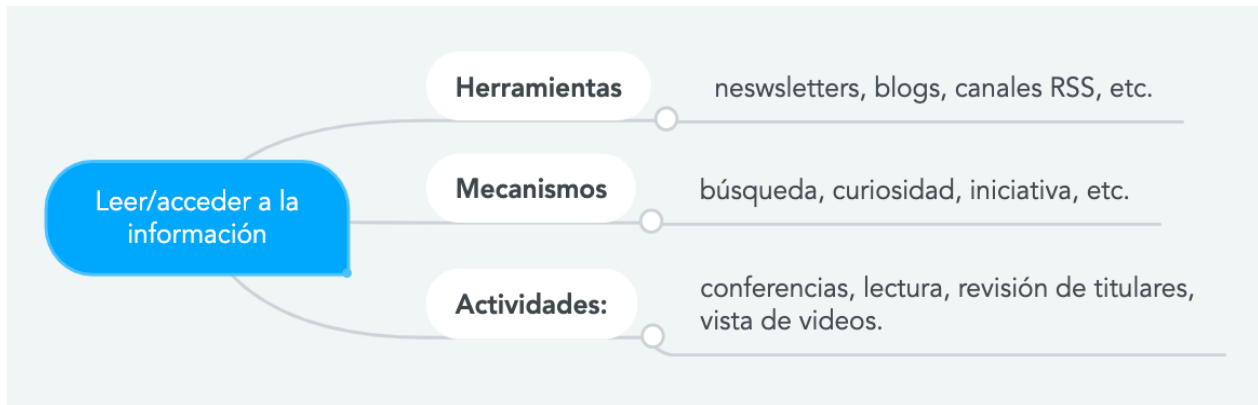 Herramientas
neswsletters, blogs, canales RSS, etc.
Leer/acceder a la
información
Mecanismos
búsqueda, curiosidad, iniciativa, etc.
Actividades:
conferencias, lectura, revisión de titulares,
vista de videos.